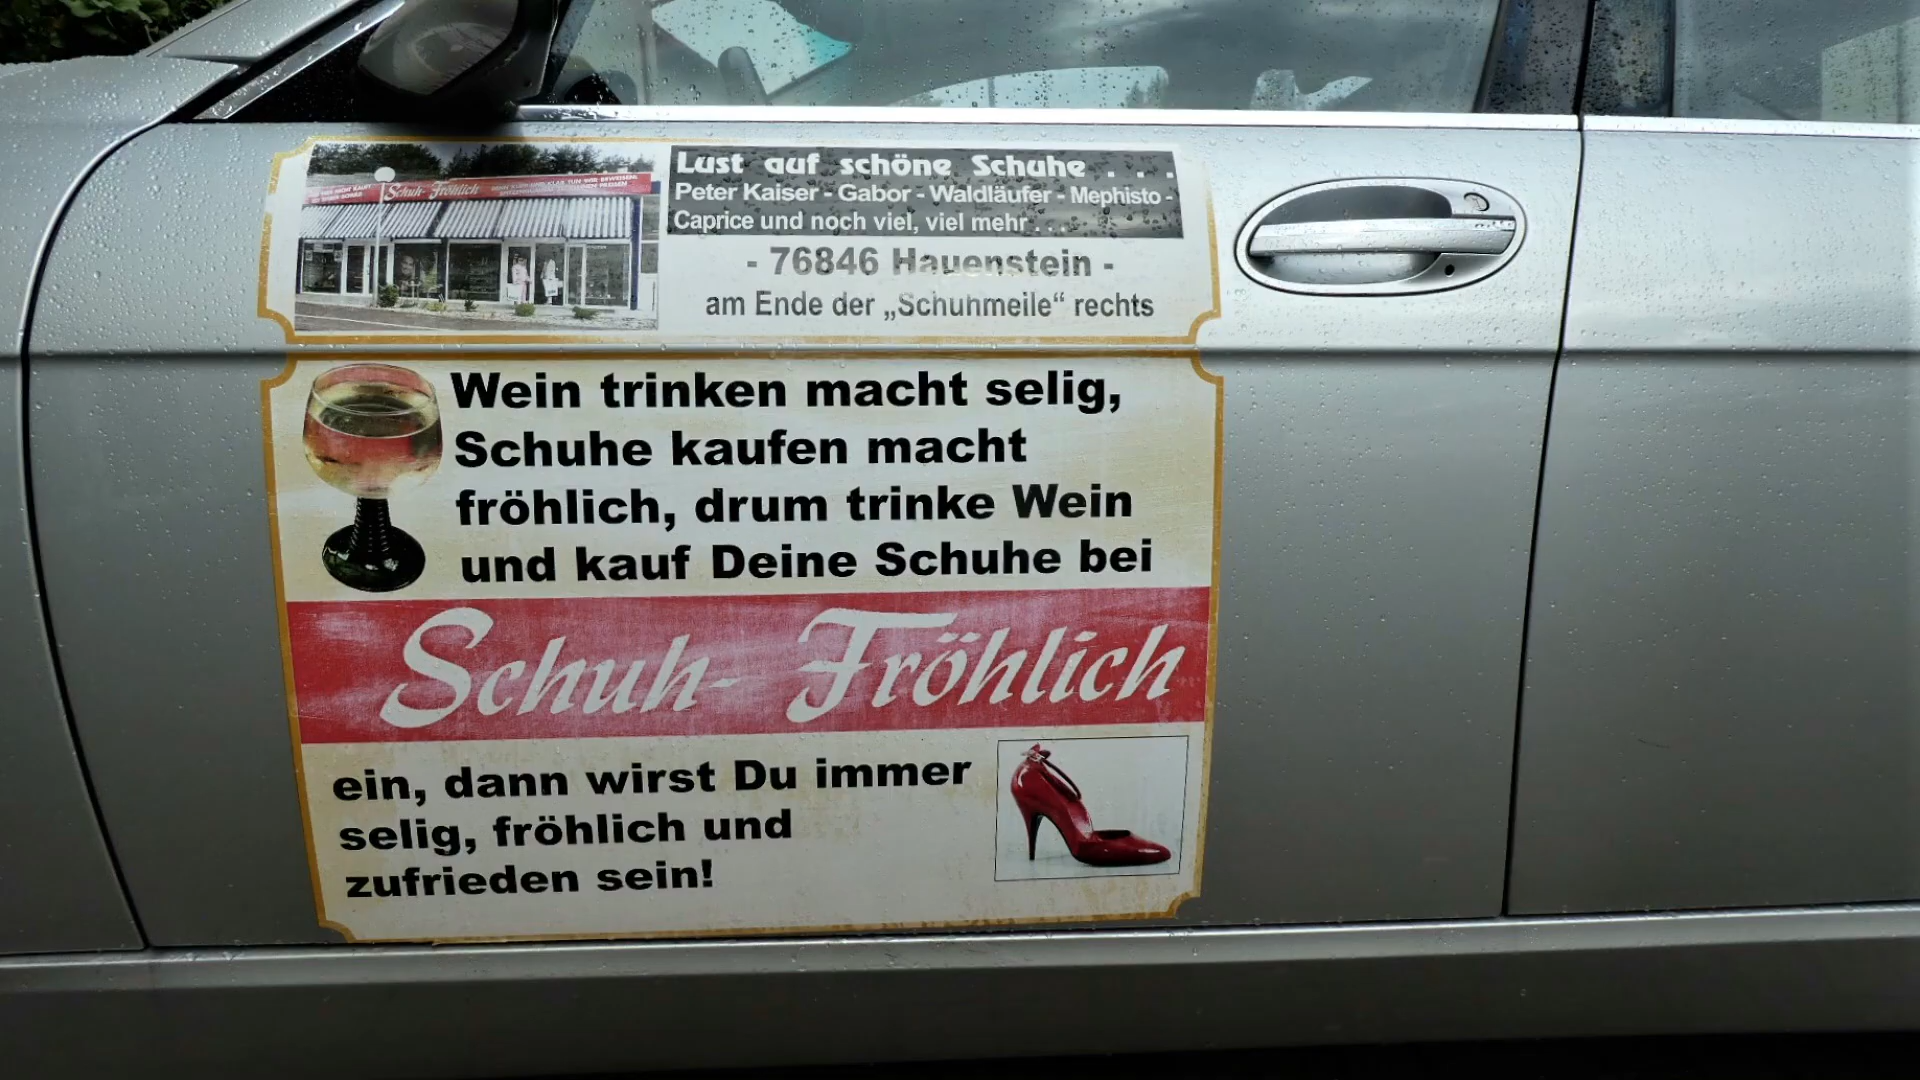 Schuh-Fröhlich
Lust auf schöne Schuhe . . .
Peter Kaiser - Gabor - Waldläufer - Mephisto -
Caprice und noch viel, viel mehr . . .
- 76846 Hauenstein -
am Ende der „Schuhmeile“ rechts
Wein trinken macht selig,
Schuhe kaufen macht
fröhlich, drum trinke Wein
und kauf Deine Schuhe bei
Schuh-Fröhlich
ein, dann wirst Du immer
selig, fröhlich und
zufrieden sein!